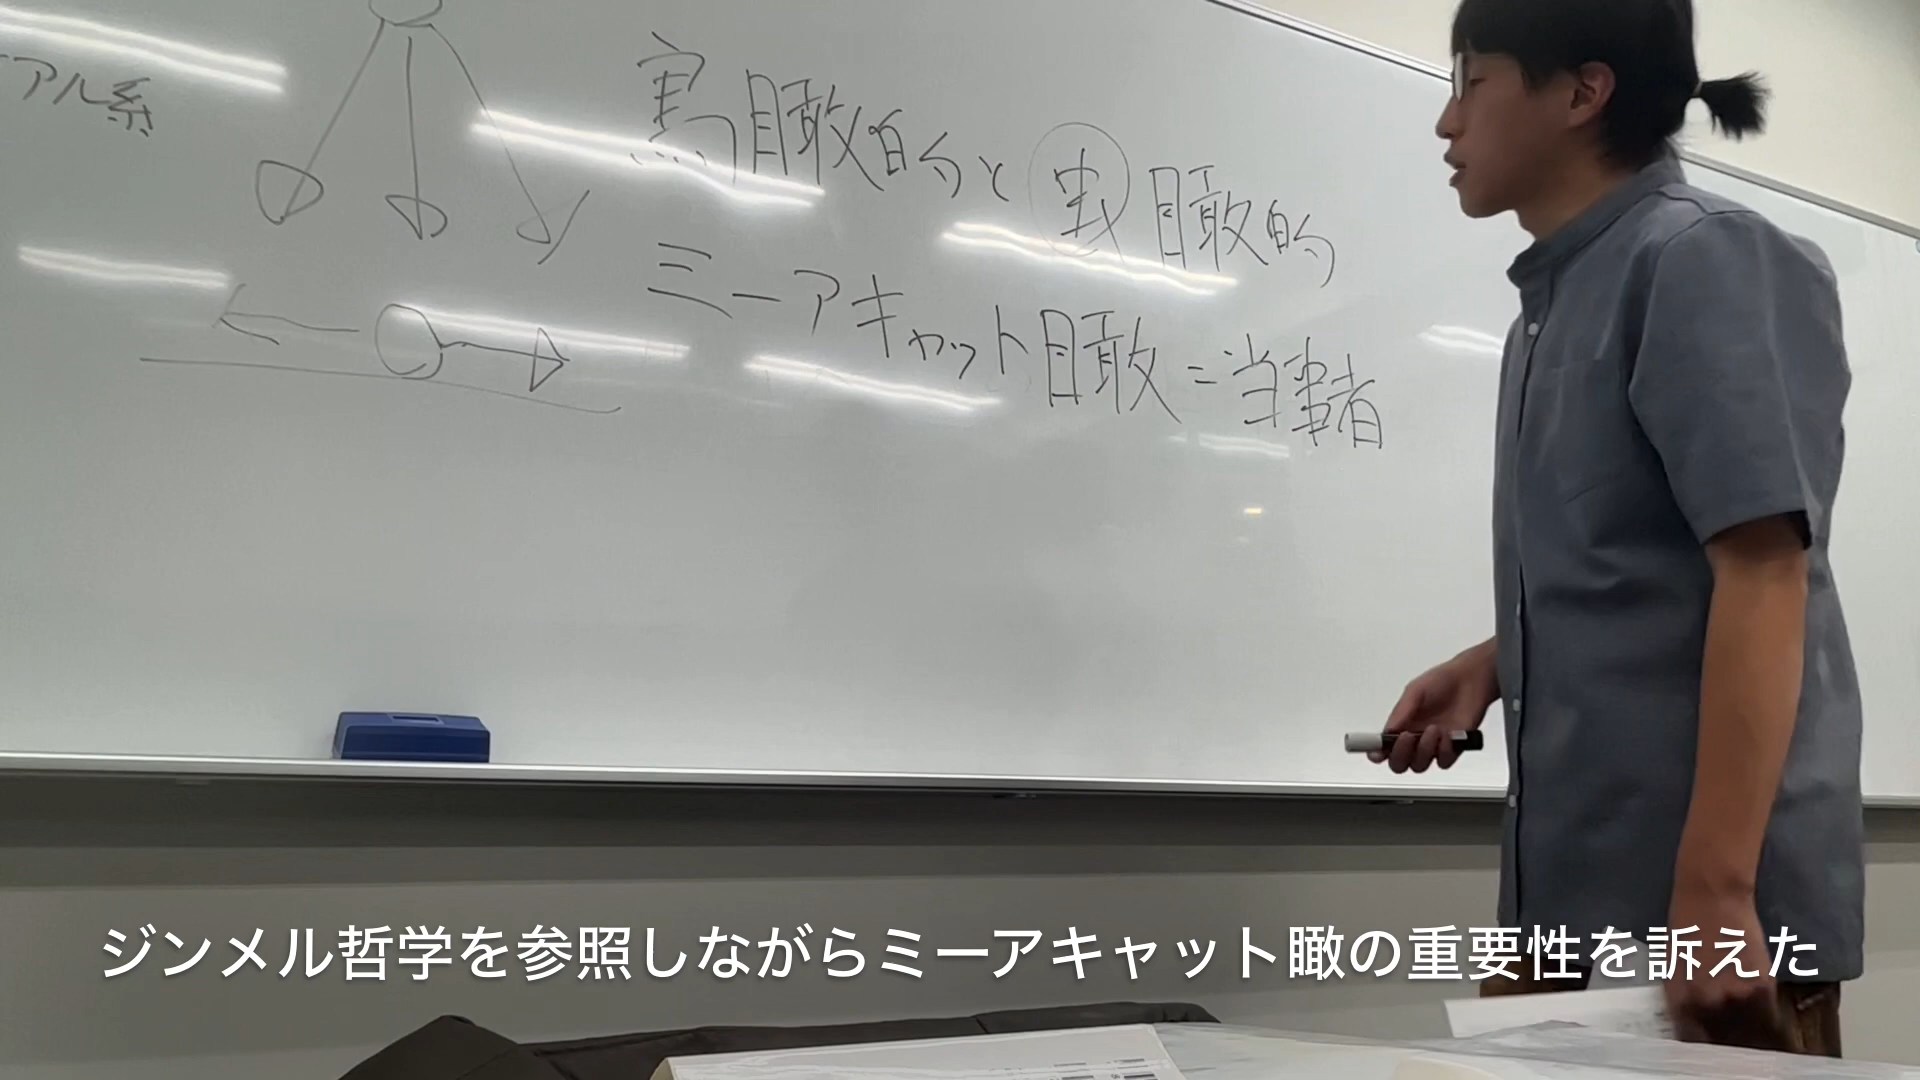 アル系
鳥瞰的と虫瞰的
ミーアキャット瞰=当事者
ジンメル哲学を参照しながらミーアキャット瞰の重要性を訴えた